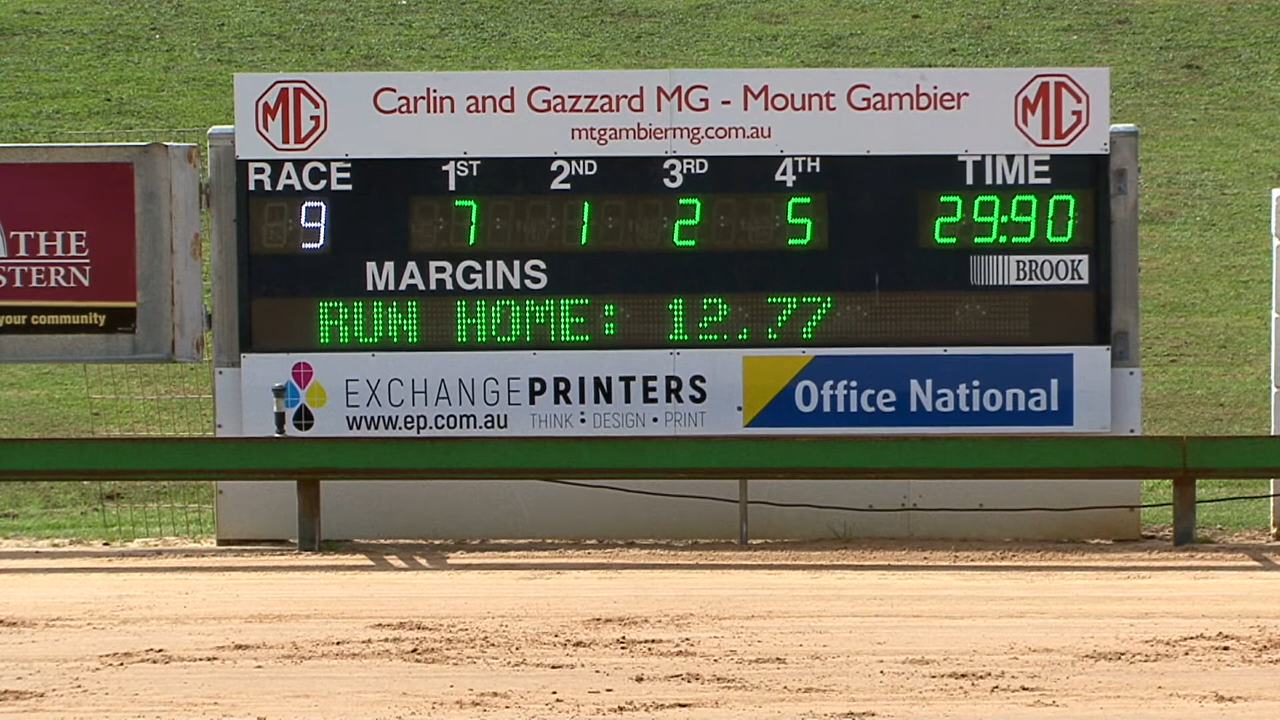 MG Carlin and Gazzard MG - Mount Gambier MG
mtgambiermg.com.au
RACE 1ST 2ND 3RD 4TH TIME
9 7 1 2 5 29:90
MARGINS BROOK
RUN HOME: 12.77
THE
STERN
your community
EXCHANGEPRINTERS
www.ep.com.au THINK : DESIGN • PRINT
Office National